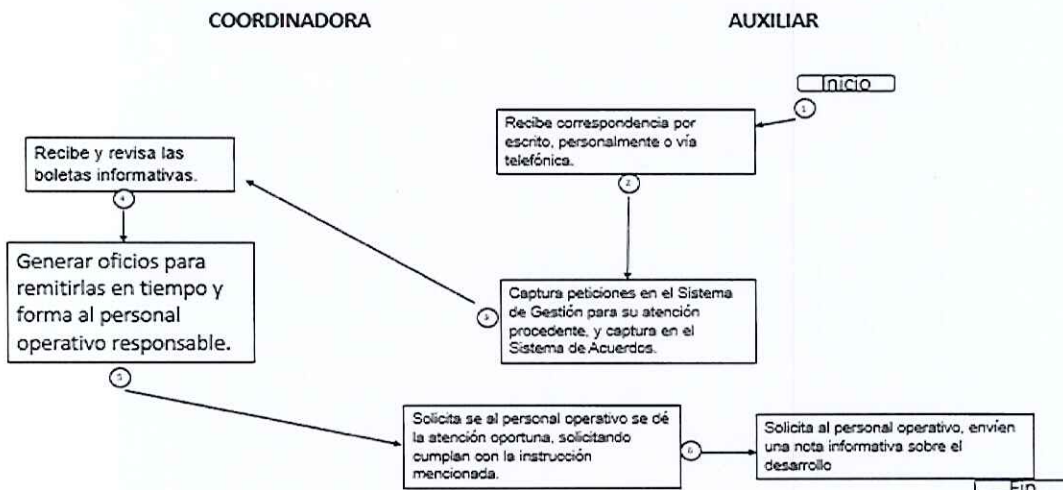 COORDINADORA
AUXILIAR
Inicio
1
Recibe correspondencia por
escrito, personalmente o vía
telefónica.
2
Captura peticiones en el Sistema
de Gestión para su atención
procedente, y captura en el
Sistema de Acuerdos.
3
Recibe y revisa las
boletas informativas.
4
Generar oficios para
remitirlas en tiempo y
forma al personal
operativo responsable.
5
Solicita se al personal operativo se dé
la atención oportuna, solicitando
cumplan con la instrucción
mencionada.
6
Solicita al personal operativo, envíen
una nota informativa sobre el
desarrollo
Fin